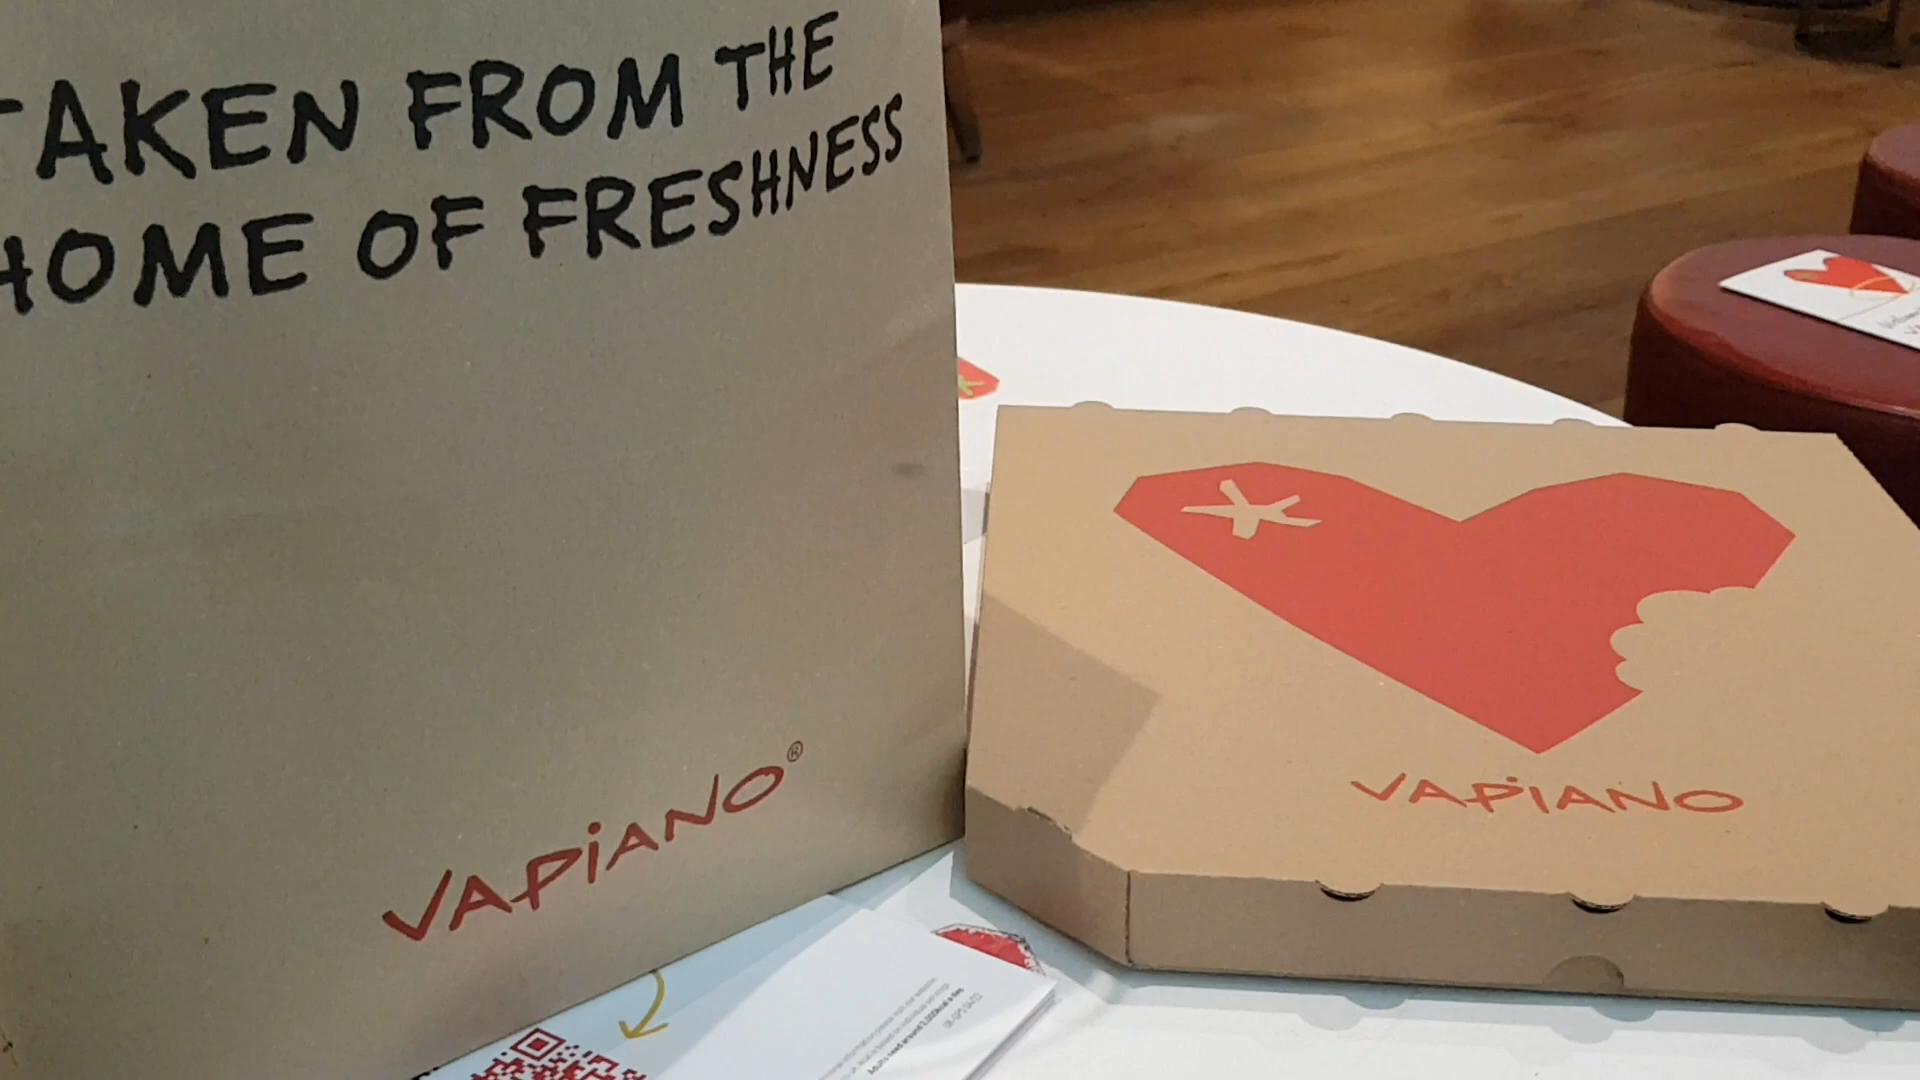 TAKEN FROM THE
HOME OF FRESHNESS
VAPIANO®
VAPIANO